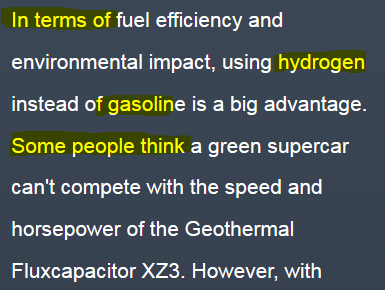 In terms of fuel efficiency and
environmental impact, using hydrogen
instead of gasoline is a big advantage.
Some people think a green supercar
can't compete with the speed and
horsepower of the Geothermal
Fluxcapacitor XZ3. However, with